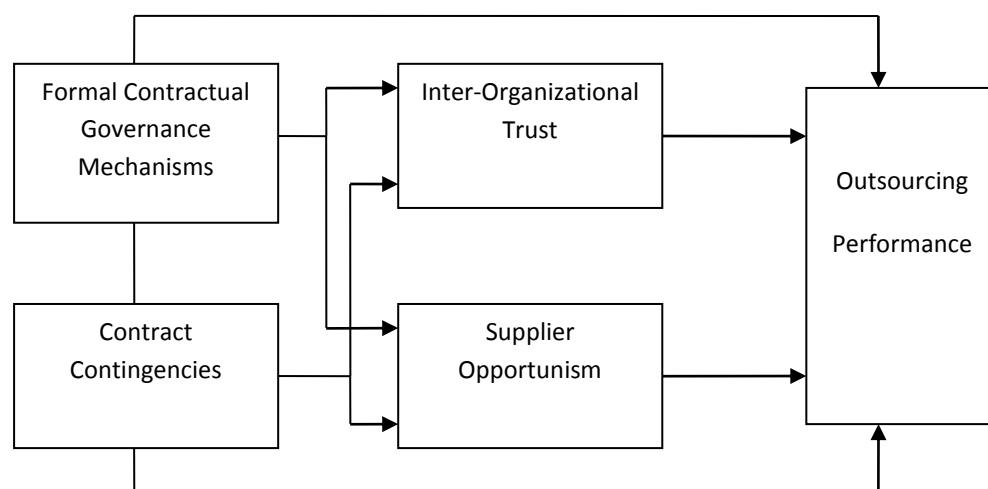 Formal Contractual
Governance
Mechanisms
Inter-Organizational
Trust
Outsourcing
Performance
Contract
Contingencies
Supplier
Opportunism